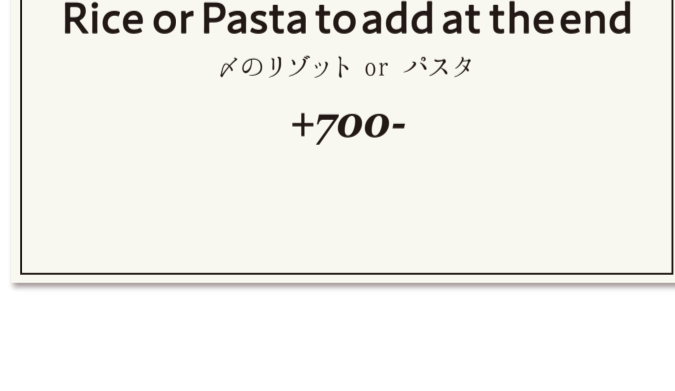 Rice or Pasta to add at the end
〆のリゾット or パスタ
+700-